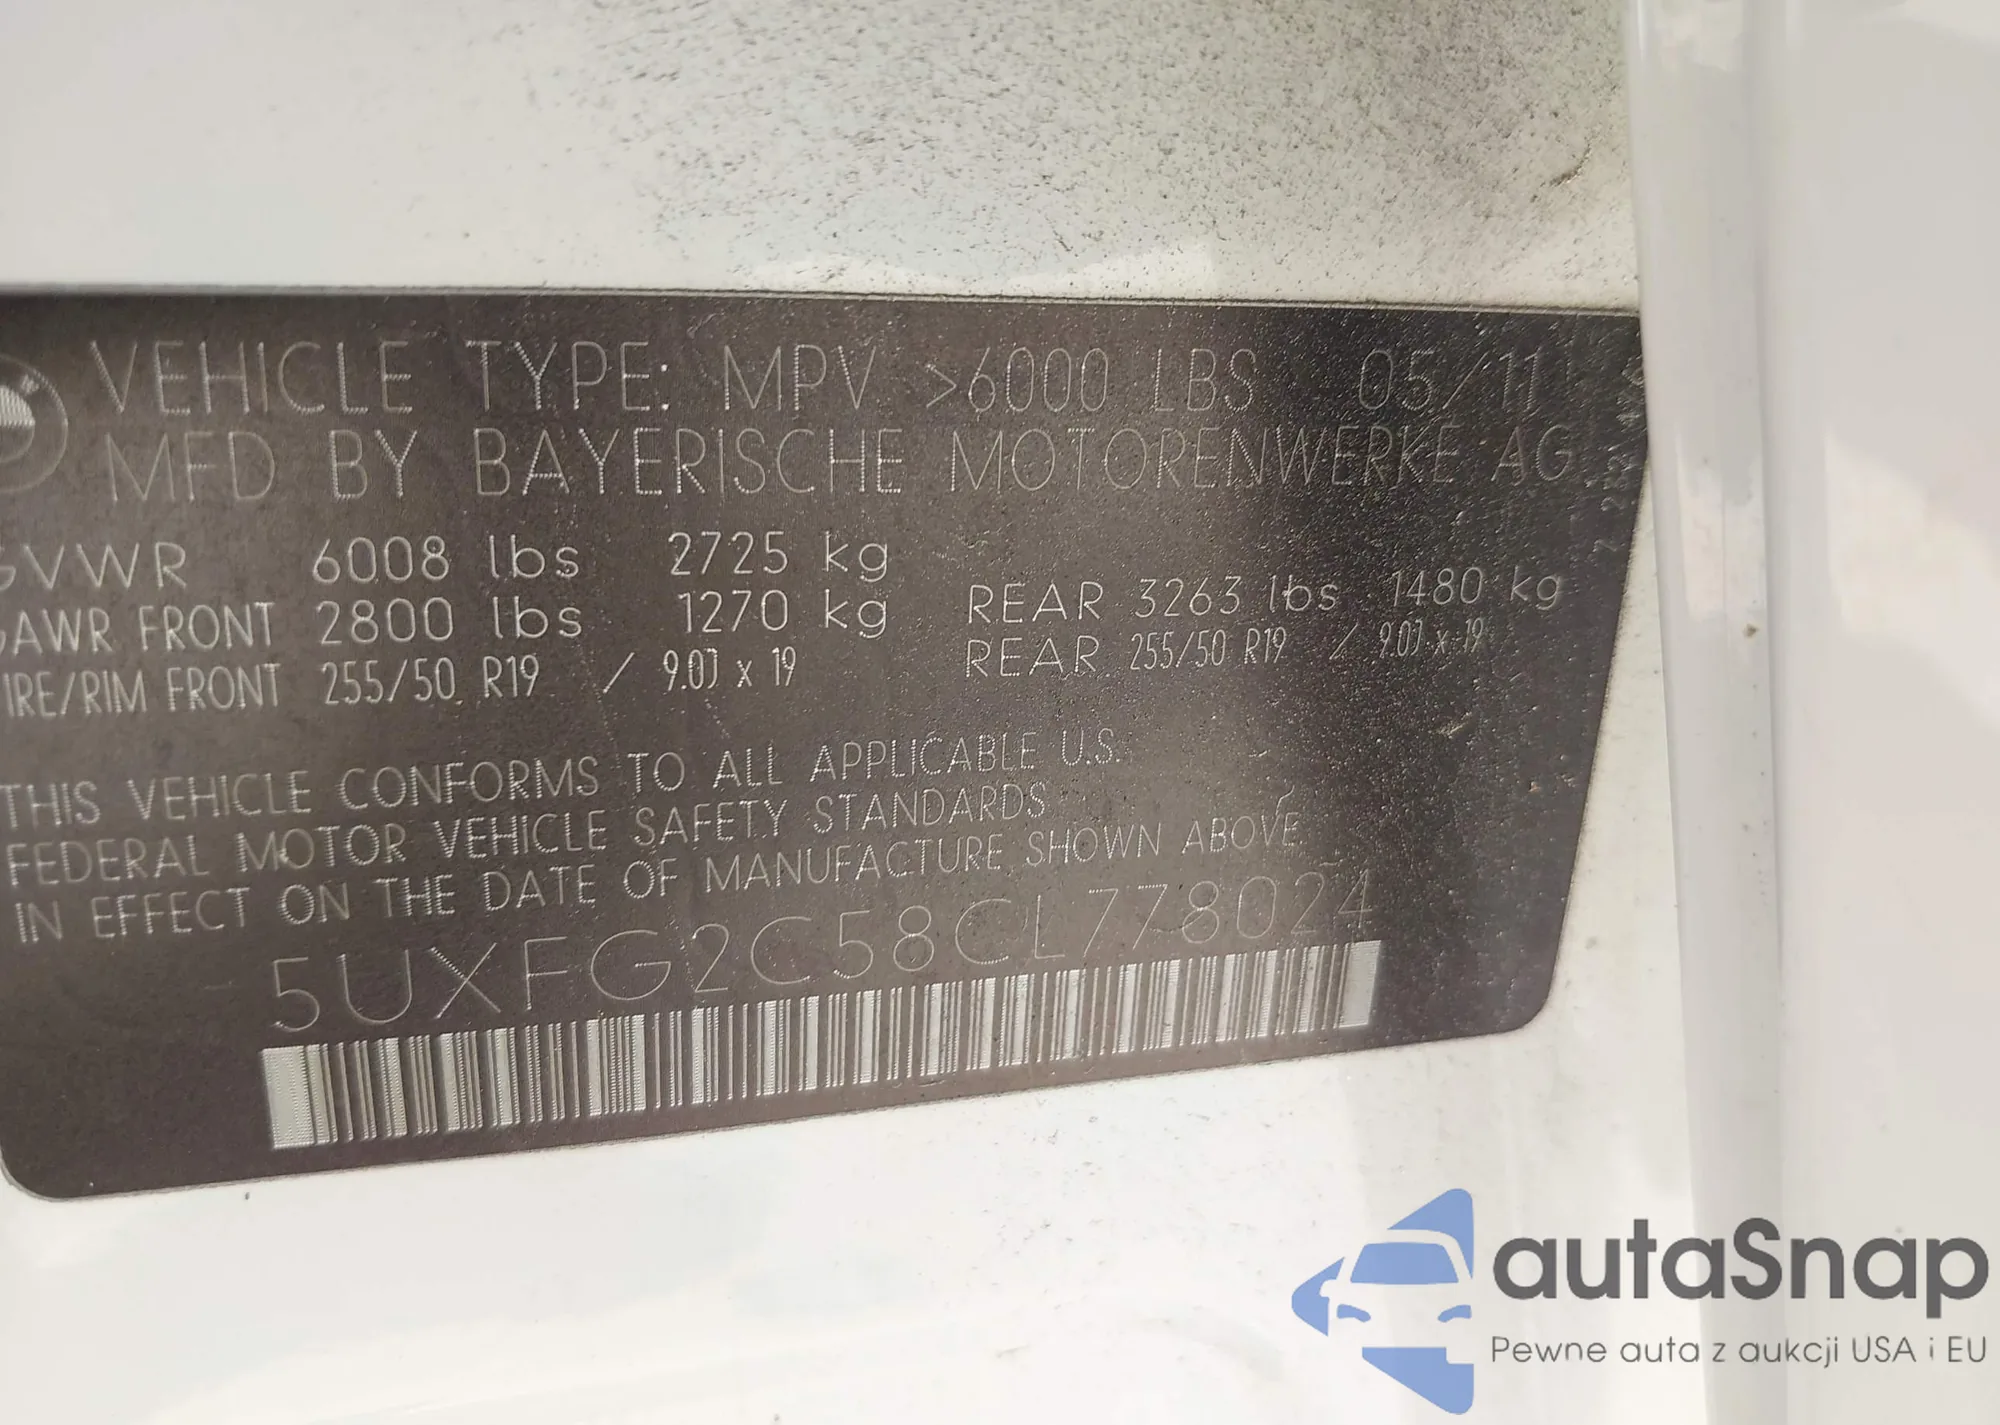 VEHICLE TYPE: MPV >6000 LBS 05/11
MFD BY BAYERISCHE MOTORENWERKE AG
GVWR 6008 lbs 2725 kg
GAWR FRONT 2800 lbs 1270 kg REAR 3263 lbs 1480 kg
TIRE/RIM FRONT 255/50 R19 / 9.0J x 19 REAR 255/50 R19 / 9.0J x 19
THIS VEHICLE CONFORMS TO ALL APPLICABLE U.S.
FEDERAL MOTOR VEHICLE SAFETY STANDARDS
IN EFFECT ON THE DATE OF MANUFACTURE SHOWN ABOVE
5UXFG2C58CL778024
autaSnap
Pewne auta z aukcji USA i EU